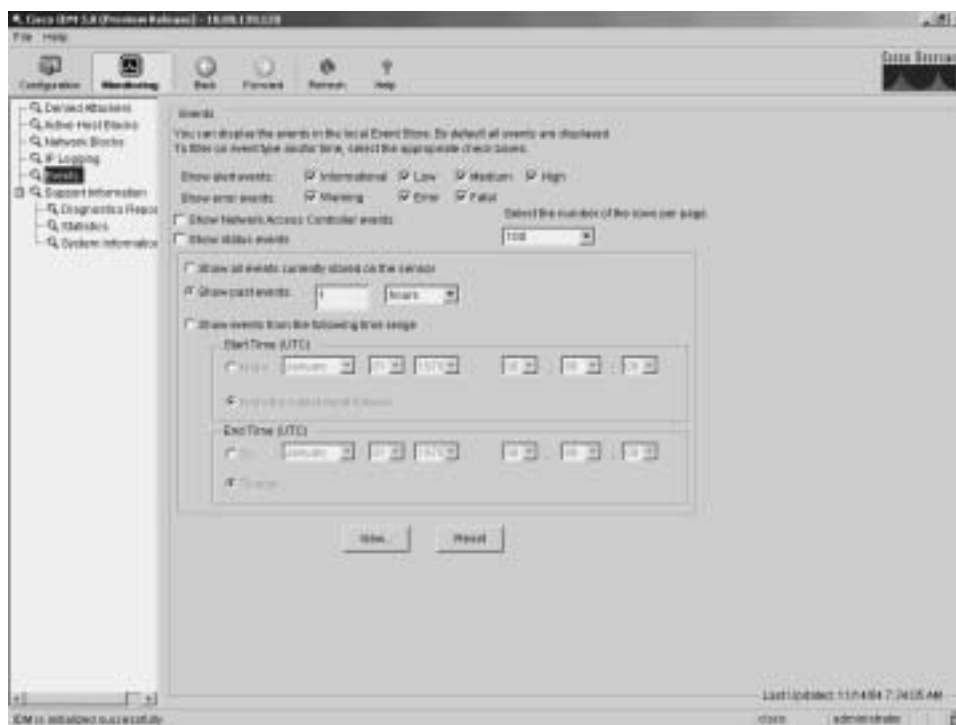 Cisco IDM 5.0 (Preview Release) -
File Help
Configuration Monitoring Back Forward Refresh Help
Cisco Systems
Denied Attackers
Active Host Blocks
Network Blocks
IP Logging
Events
Support Information
Diagnostics Repor
Statistics
System Information
Events
You can display the events in the local Event Store. By default all events are displayed.
To filter on event type and/or time, select the appropriate check boxes.
Show alert events: Informational Low Medium High
Show error events: Warning Error Fatal
Show Network Access Controller events
Select the number of the rows per page
100
Show status events
Show all events currently stored on the sensor
Show past events 1 hours
Show events from the following time range
Start Time (UTC)
January 01 1970
End Time (UTC)
January 01 1970
View... Reset
Last Updated: 11/14/04 7:34:05 AM
IDM is initialized successfully
cisco administrator